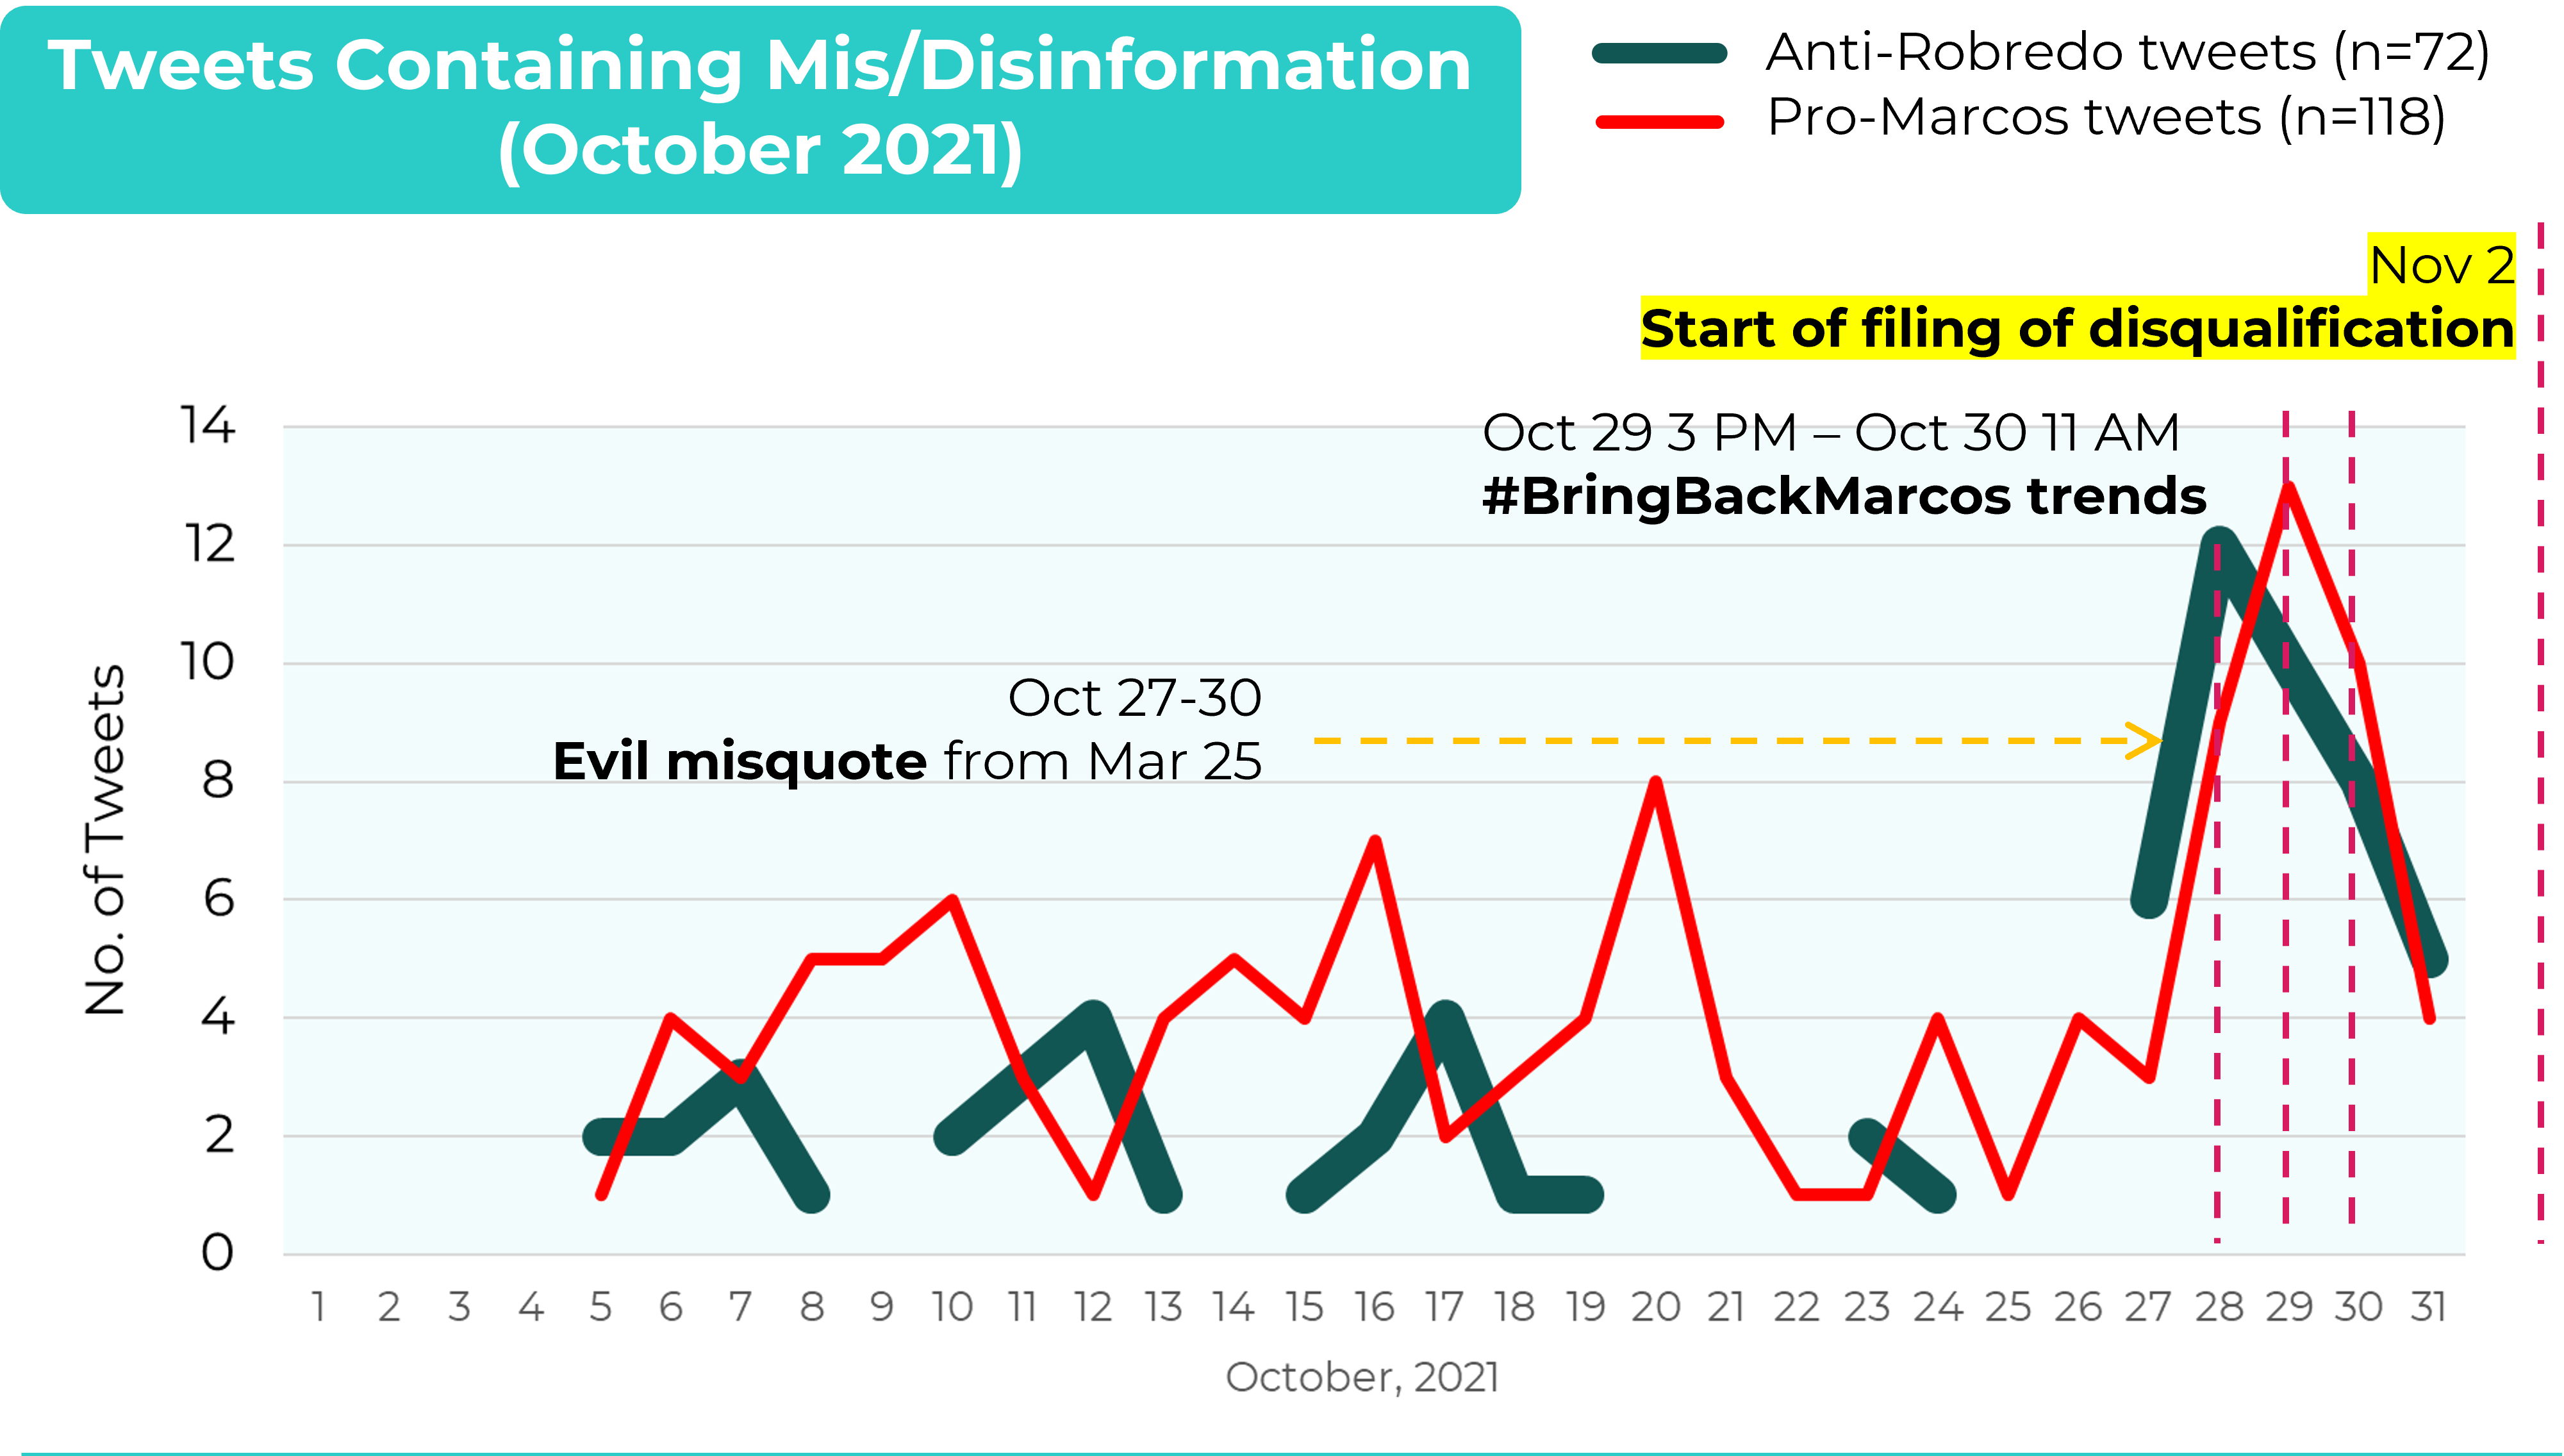 Tweets Containing Mis/Disinformation
(October 2021)
Anti-Robredo tweets (n=72)
Pro-Marcos tweets (n=118)
Nov 2
Start of filing of disqualification
Oct 29 3 PM – Oct 30 11 AM
#BringBackMarcos trends
Oct 27-30
Evil misquote from Mar 25
No. of Tweets
14
12
10
8
6
4
2
0
1 2 3 4 5 6 7 8 9 10 11 12 13 14 15 16 17 18 19 20 21 22 23 24 25 26 27 28 29 30 31
October, 2021